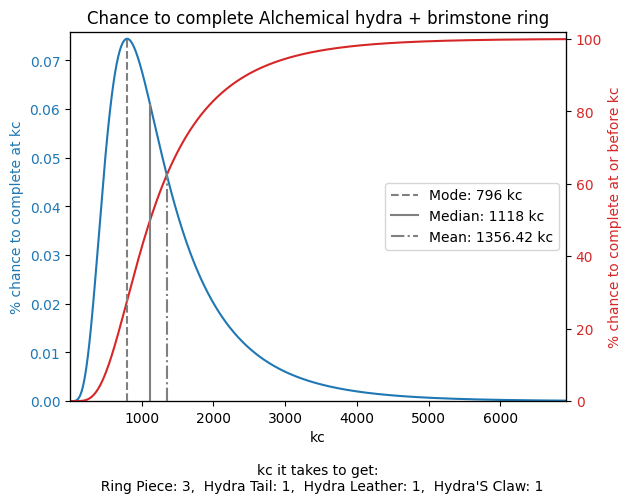 Chance to complete Alchemical hydra + brimstone ring
% chance to complete at kc
0.07
0.06
0.05
0.04
0.03
0.02
0.01
0.00
100
80
60
40
20
0
% chance to complete at or before kc
Mode: 796 kc
Median: 1118 kc
Mean: 1356.42 kc
1000 2000 3000 4000 5000 6000
kc
kc it takes to get:
Ring Piece: 3, Hydra Tail: 1, Hydra Leather: 1, Hydra'S Claw: 1